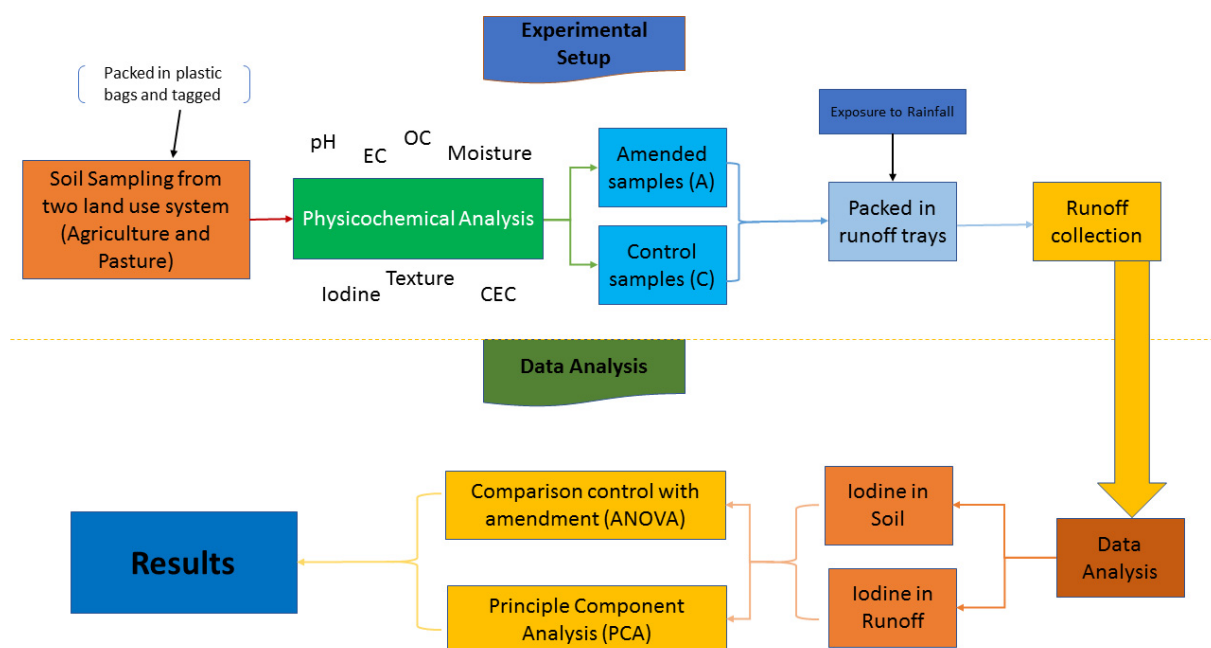 Experimental
Setup
Packed in plastic
bags and tagged
Exposure to Rainfall
pH
EC
OC
Moisture
Soil Sampling from
two land use system
(Agriculture and
Pasture)
Physicochemical Analysis
Amended
samples (A)
Control
samples (C)
Packed in
runoff trays
Runoff
collection
Iodine
Texture
CEC
Data Analysis
Comparison control with
amendment (ANOVA)
Iodine in
Soil
Results
Data
Analysis
Principle Component
Analysis (PCA)
Iodine in
Runoff